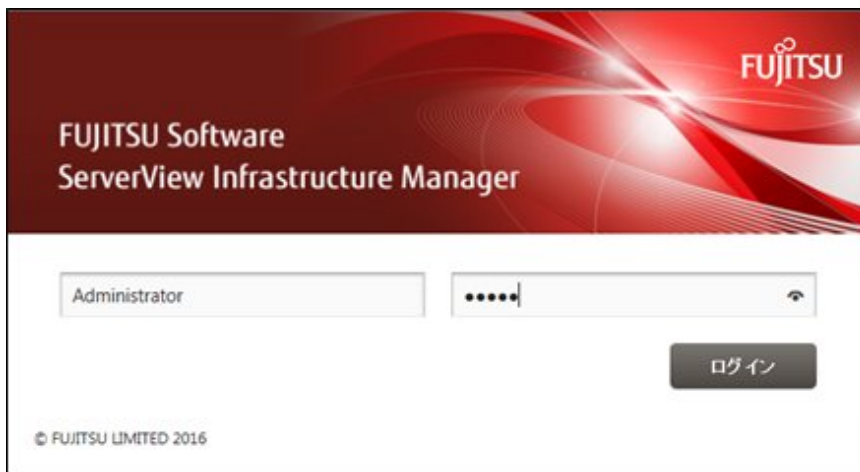 FUJITSU
FUJITSU Software
ServerView Infrastructure Manager
Administrator
•••••
ログイン
© FUJITSU LIMITED 2016